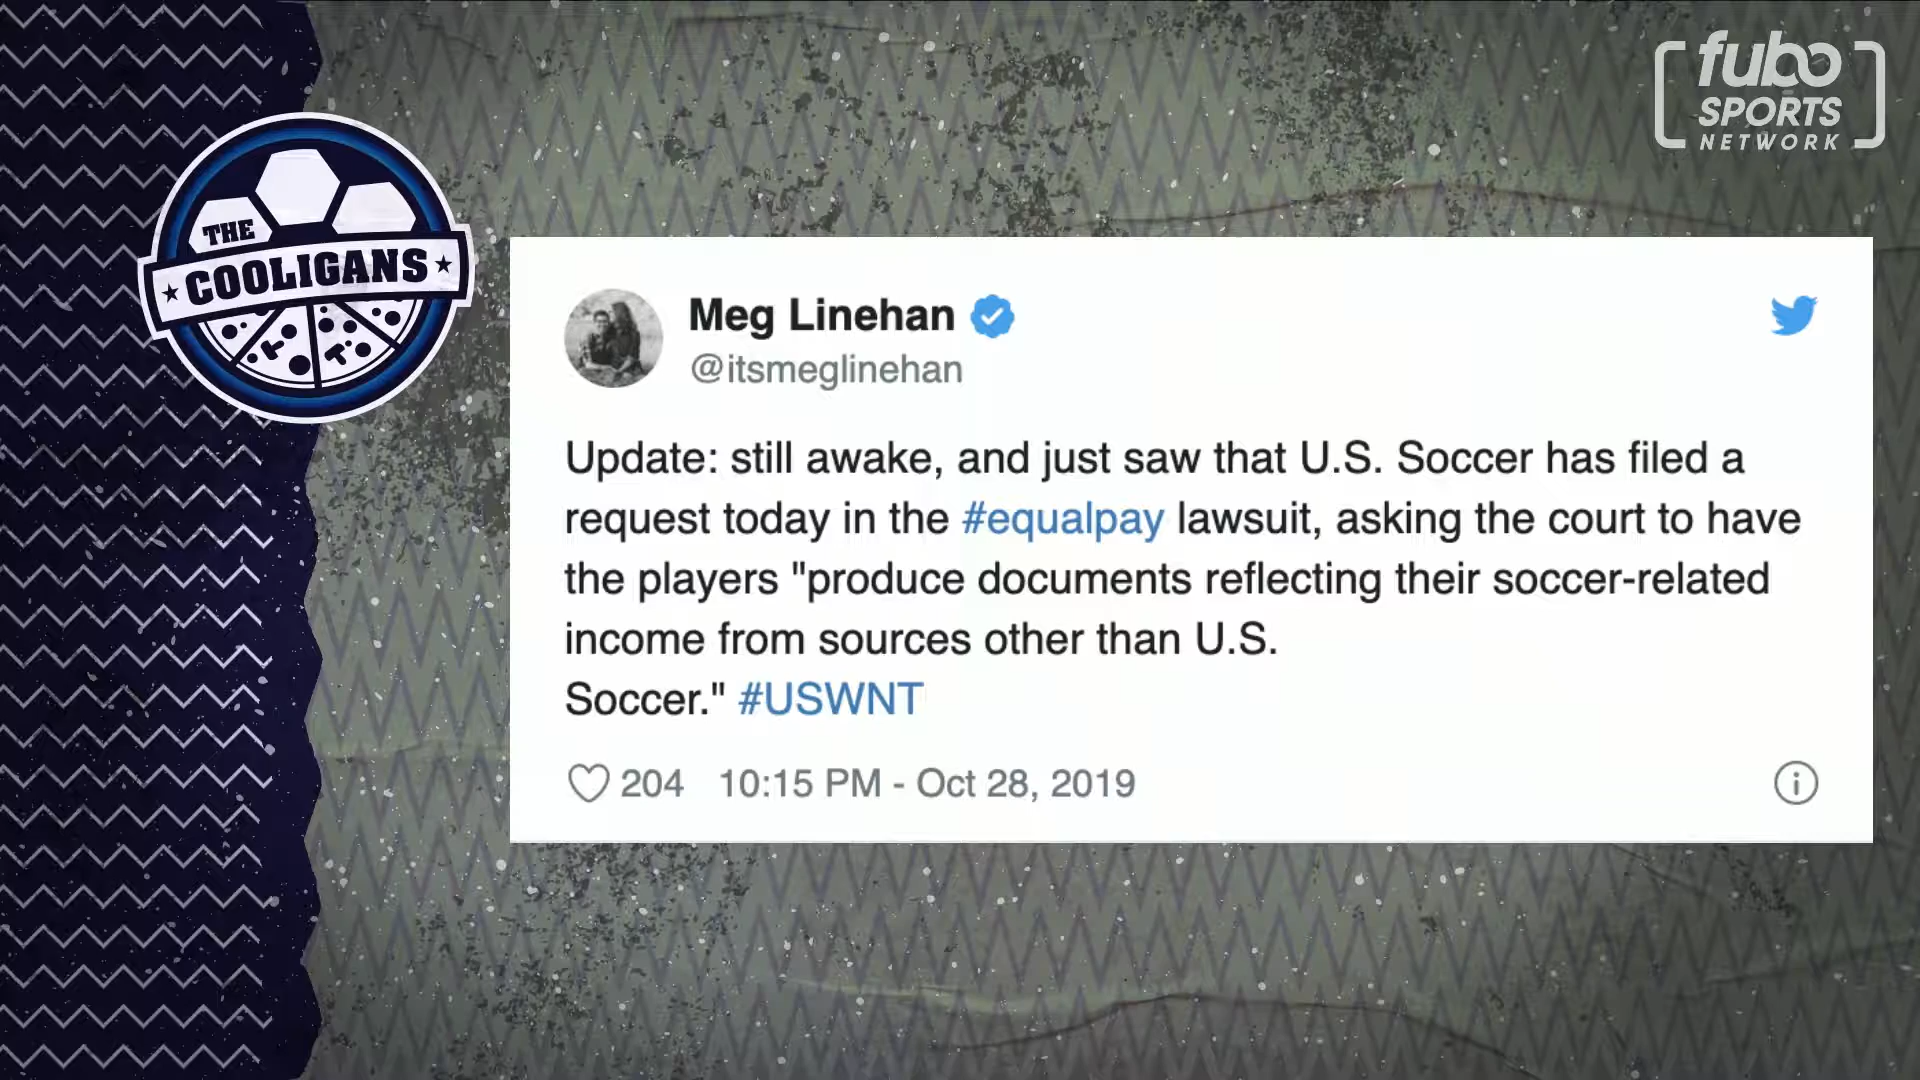 fubo
SPORTS
NETWORK
THE
COOLIGANS
Meg Linehan
@itsmeglinehan
Update: still awake, and just saw that U.S. Soccer has filed a
request today in the #equalpay lawsuit, asking the court to have
the players "produce documents reflecting their soccer-related
income from sources other than U.S.
Soccer." #USWNT
204 10:15 PM - Oct 28, 2019